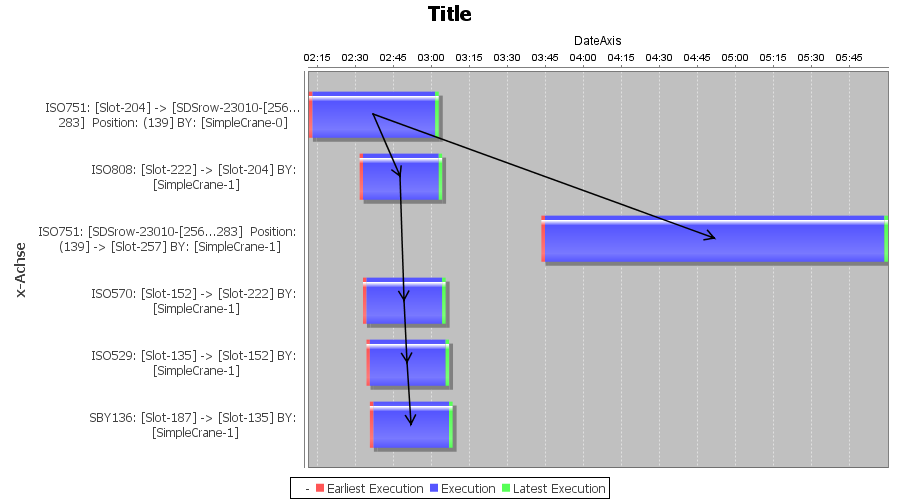 Title
DateAxis
02:15 02:30 02:45 03:00 03:15 03:30 03:45 04:00 04:15 04:30 04:45 05:00 05:15 05:30 05:45
x-Achse
ISO751: [Slot-204] -> [SDSrow-23010-[256...
283] Position: (139] BY: [SimpleCrane-0]
ISO808: [Slot-222] -> [Slot-204] BY:
[SimpleCrane-1]
ISO751: [SDSrow-23010-[256...283] Position:
(139] -> [Slot-257] BY: [SimpleCrane-1]
ISO570: [Slot-152] -> [Slot-222] BY:
[SimpleCrane-1]
ISO529: [Slot-135] -> [Slot-152] BY:
[SimpleCrane-1]
SBY136: [Slot-187] -> [Slot-135] BY:
[SimpleCrane-1]
- Earliest Execution Execution Latest Execution